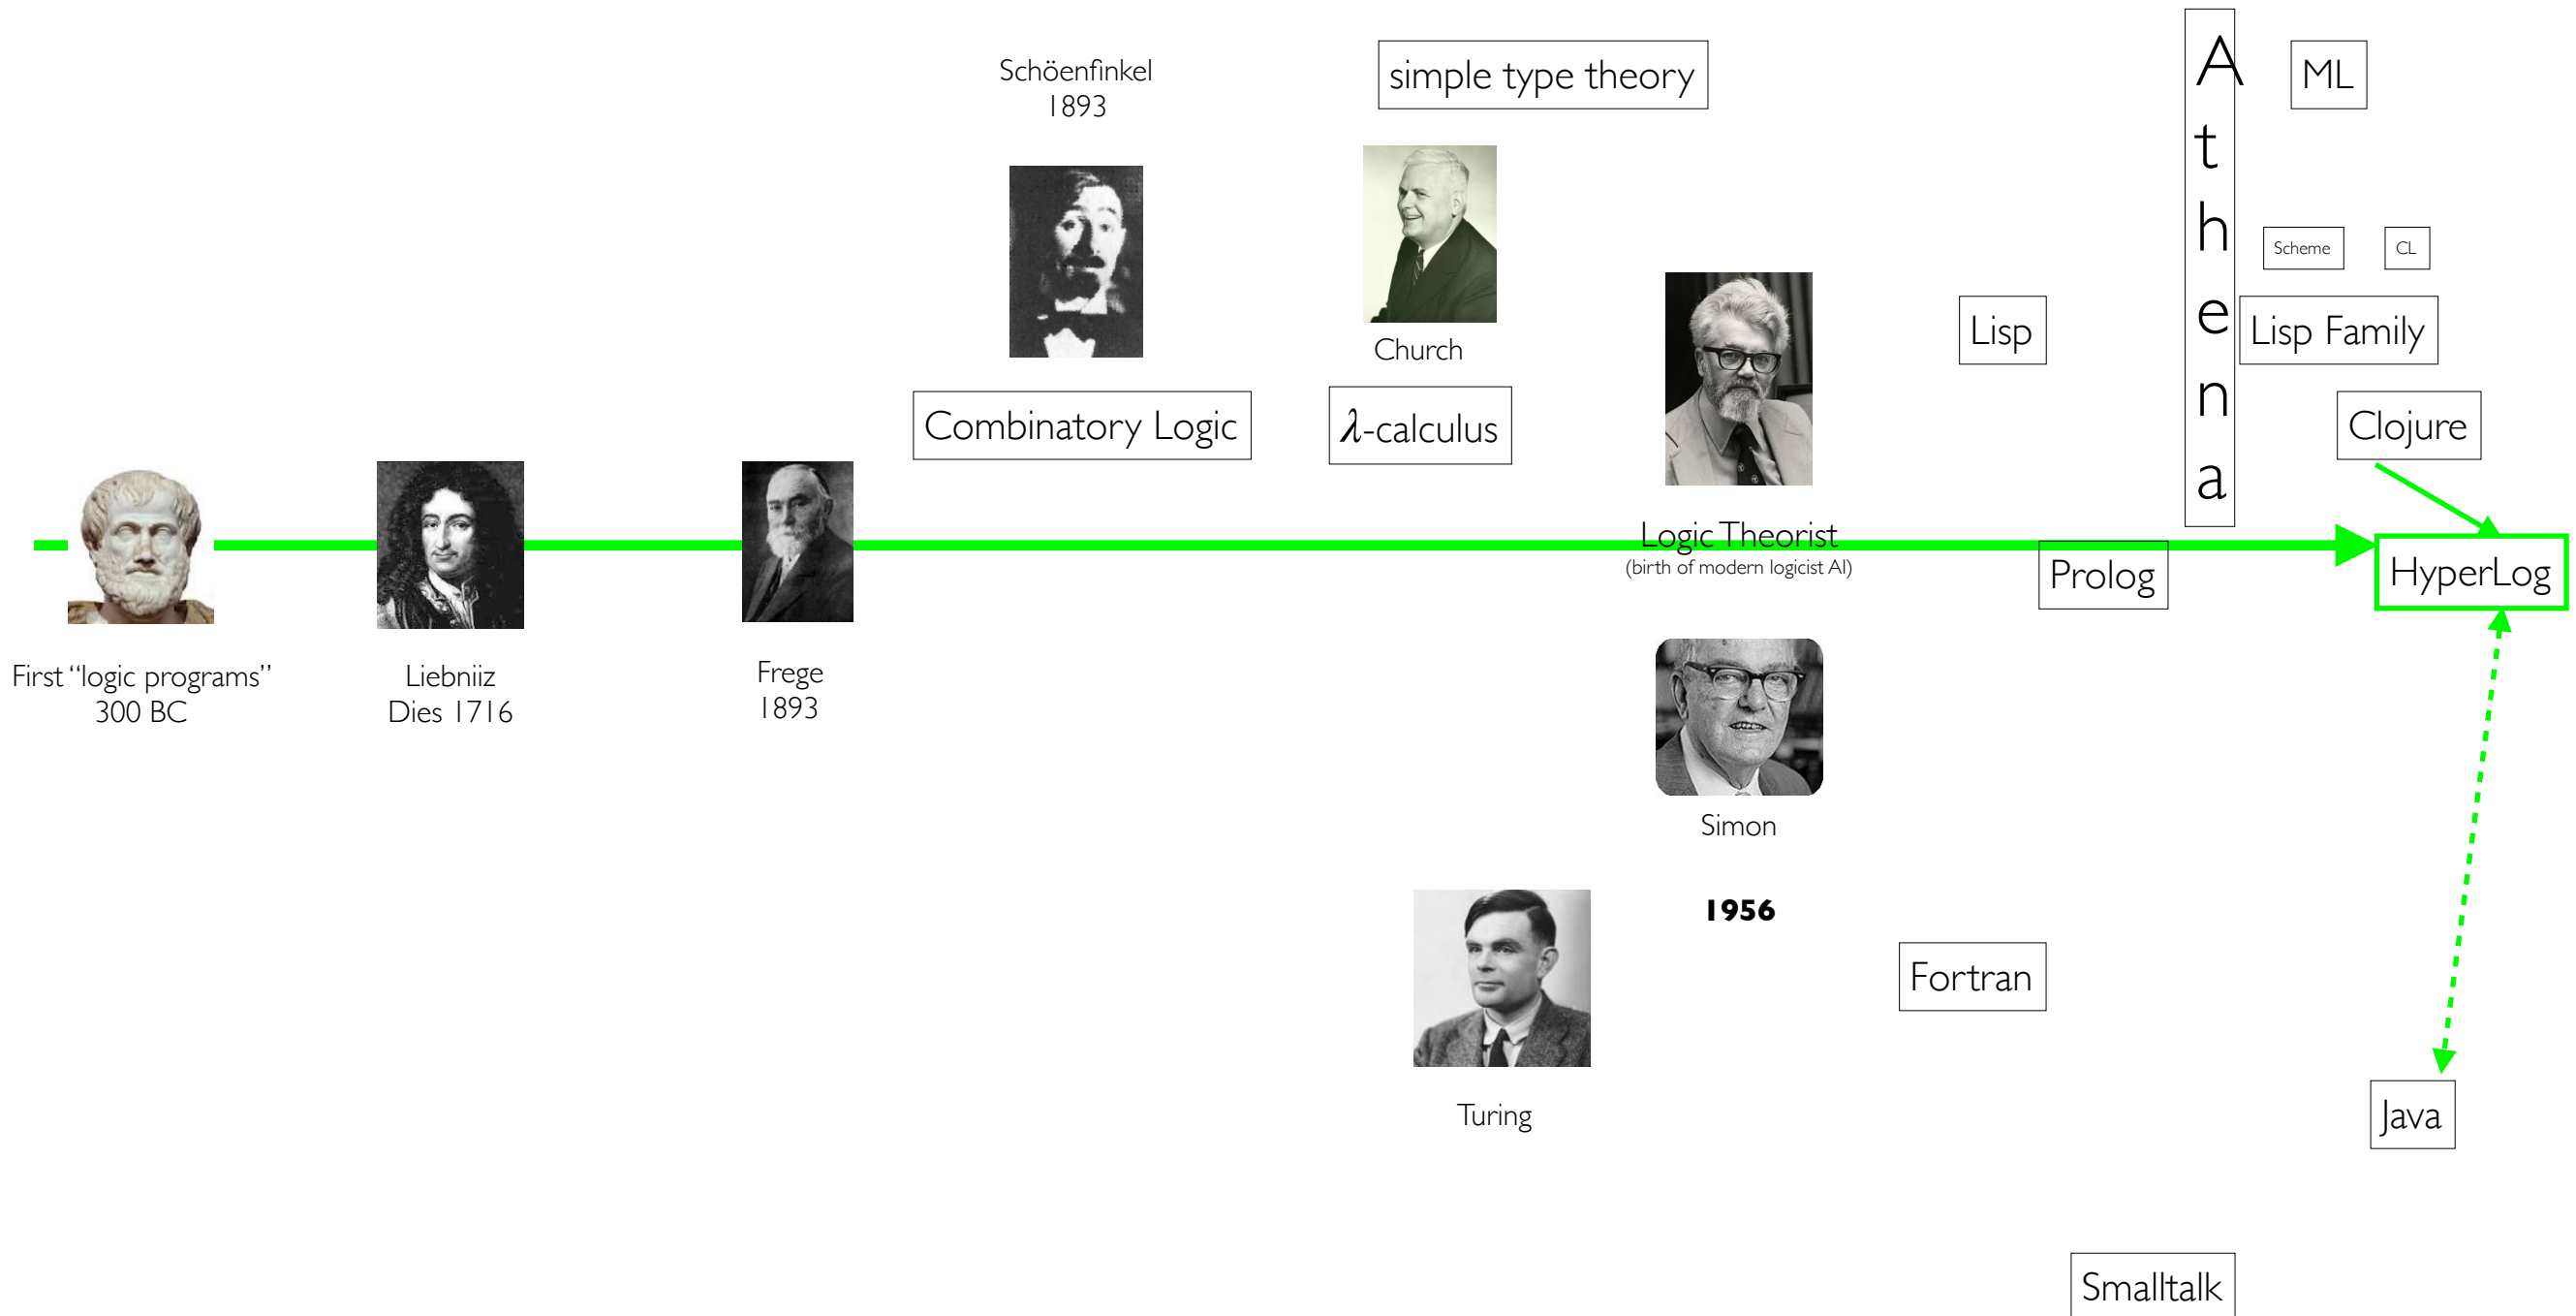 Schöenfinkel
1893
simple type theory
Athena
ML
Scheme
CL
Church
Lisp
Lisp Family
Combinatory Logic
λ-calculus
Clojure
Logic Theorist
(birth of modern logicist AI)
Prolog
HyperLog
First “logic programs”
300 BC
Liebniiz
Dies 1716
Frege
1893
Simon
1956
Fortran
Turing
Java
Smalltalk